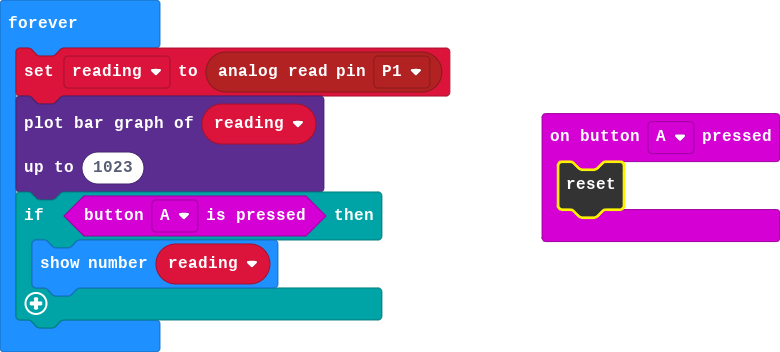 forever
set reading to analog read pin P1
plot bar graph of reading
up to 1023
if button A is pressed then
show number reading
on button A pressed
reset